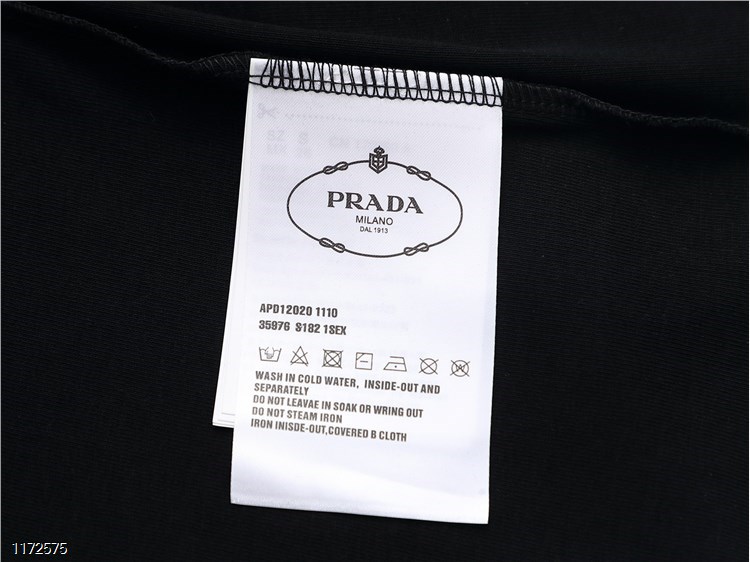 PRADA
MILANO
DAL 1913
APD12020 1110
35976 S182 1SEX
WASH IN COLD WATER, INSIDE-OUT AND
SEPARATELY
DO NOT LEAVAE IN SOAK OR WRING OUT
DO NOT STEAM IRON
IRON INISDE-OUT,COVERED B CLOTH
1172575